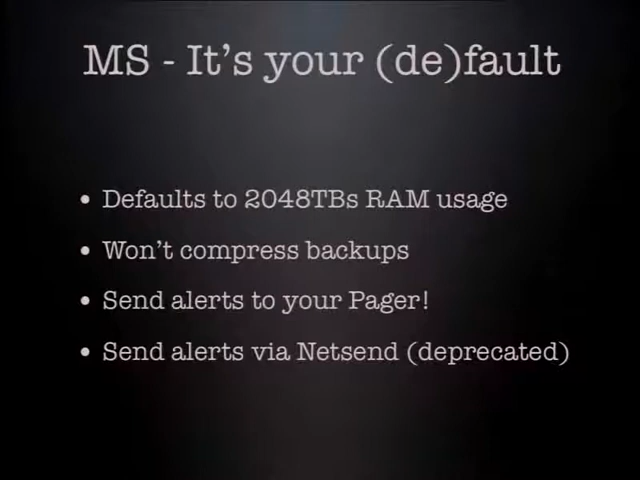 MS - It's your (de)fault
• Defaults to 2048TBs RAM usage
• Won't compress backups
• Send alerts to your Pager!
• Send alerts via Netsend (deprecated)